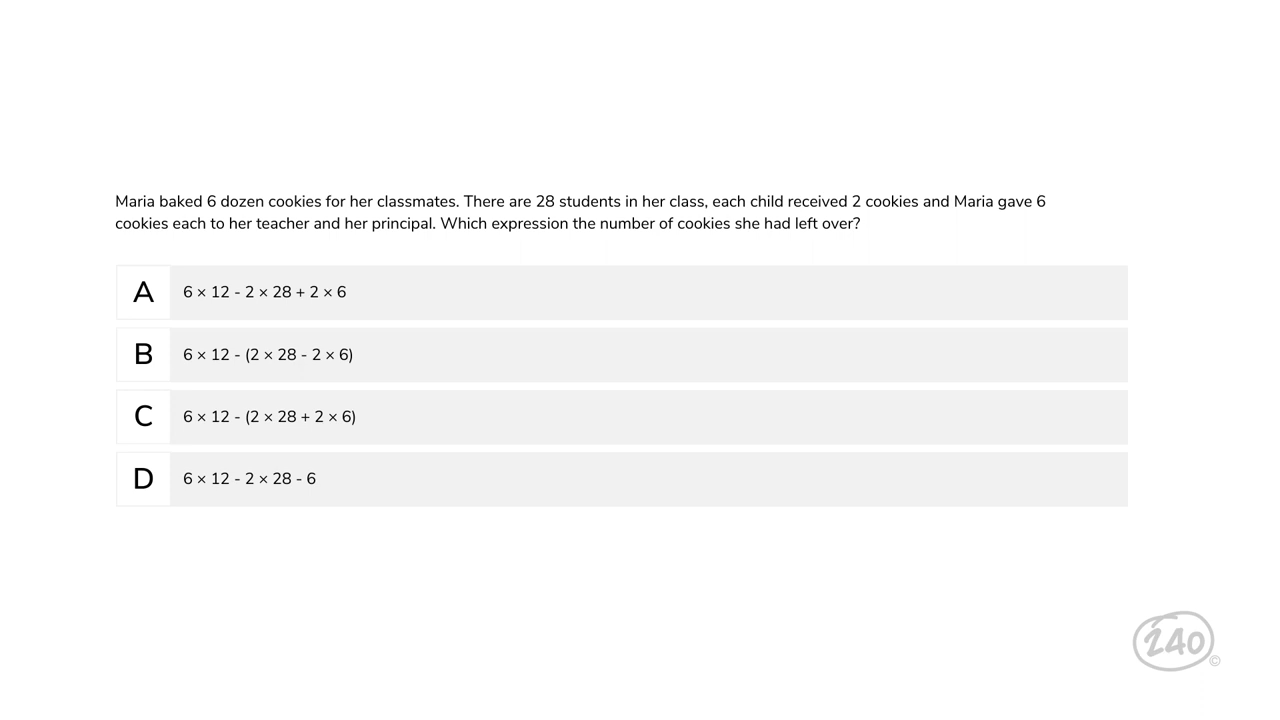 Maria baked 6 dozen cookies for her classmates. There are 28 students in her class, each child received 2 cookies and Maria gave 6
cookies each to her teacher and her principal. Which expression the number of cookies she had left over?
A 6 × 12 - 2 × 28 + 2 × 6
B 6 × 12 - (2 × 28 - 2 × 6)
C 6 × 12 - (2 × 28 + 2 × 6)
D 6 × 12 - 2 × 28 - 6
240 ©